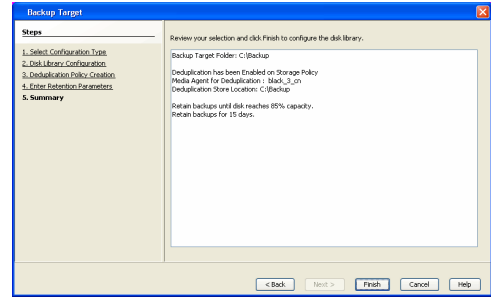 Backup Target
Steps
1. Select Configuration Type
2. Disk Library Configuration
3. Deduplication Policy Creation
4. Enter Retention Parameters
5. Summary
Review your selection and click Finish to configure the disk library.
Backup Target Folder: C:\Backup
Deduplication has been Enabled on Storage Policy
Media Agent for Deduplication : black_3_cn
Deduplication Store Location: C:\Backup
Retain backups until disk reaches 85% capacity.
Retain backups for 15 days.
< Back Next > Finish Cancel Help